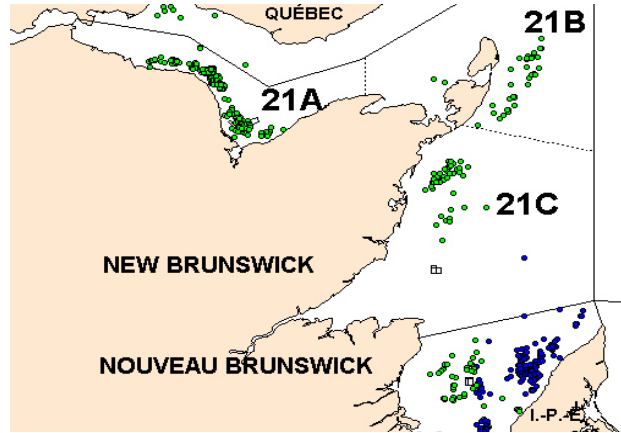 QUÉBEC
21B
21A
21C
NEW BRUNSWICK
NOUVEAU BRUNSWICK
I.-P.-É.